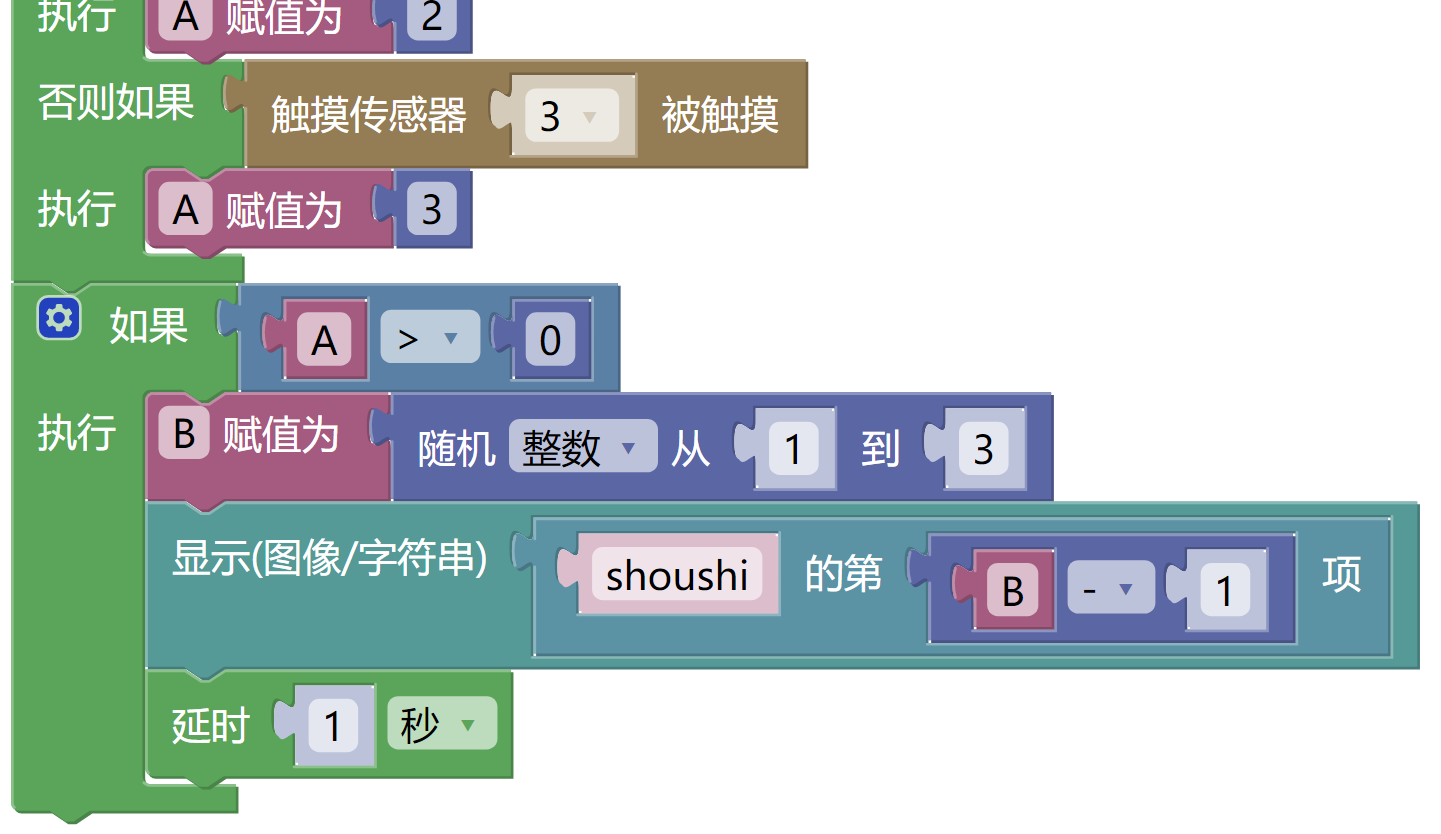 执行 A 赋值为 2
否则如果 触摸传感器 3 被触摸
执行 A 赋值为 3
如果 A > 0
执行 B 赋值为 随机 整数 从 1 到 3
显示(图像/字符串) shoushi 的第 B - 1 项
延时 1 秒